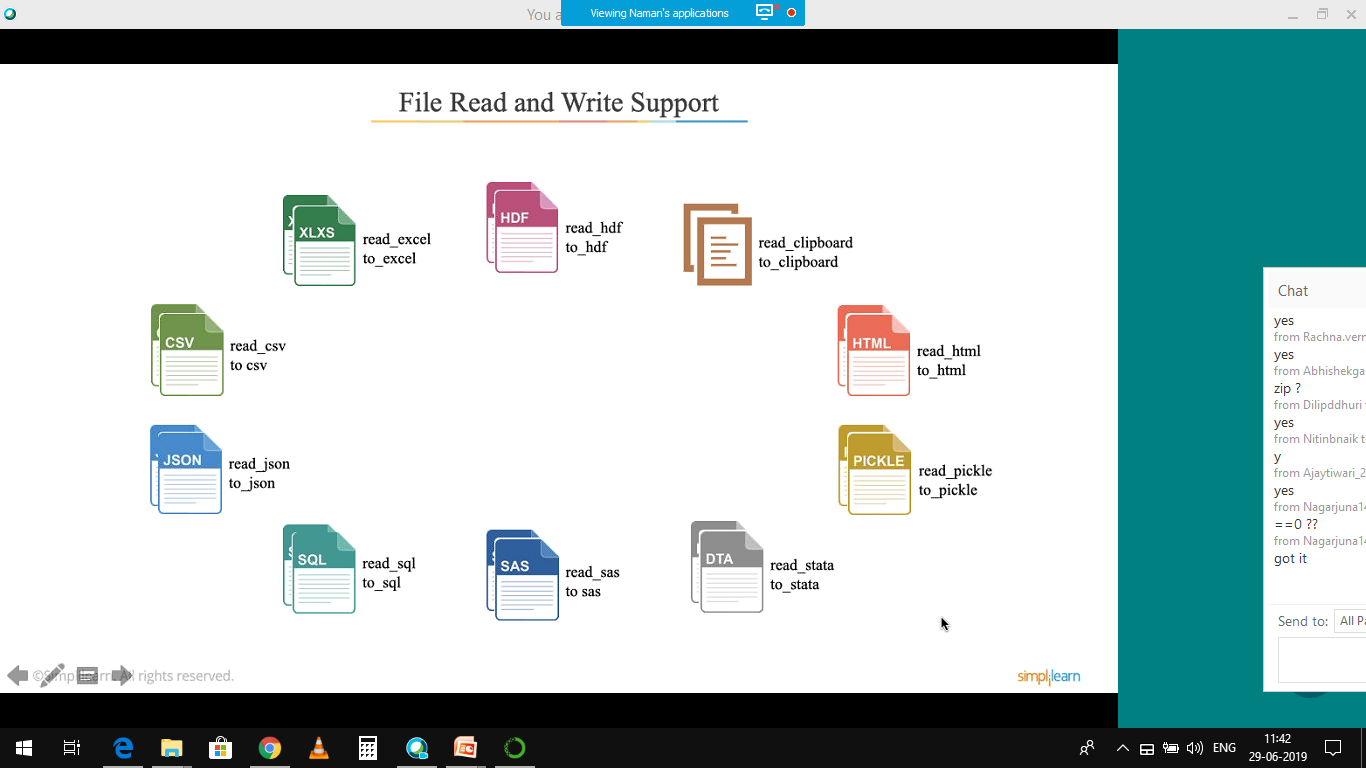 You a
Viewing Naman's applications
File Read and Write Support
XLXS
read_excel
to_excel
HDF
read_hdf
to_hdf
read_clipboard
to_clipboard
CSV
read_csv
to csv
HTML
read_html
to_html
JSON
read_json
to_json
PICKLE
read_pickle
to_pickle
SQL
read_sql
to_sql
SAS
read_sas
to sas
DTA
read_stata
to_stata
©Simplilearn. All rights reserved.
simplilearn
Chat
yes
from Rachna.verr
yes
from Abhishekga
zip ?
from Dilipddhuri
yes
from Nitinbnaik t
y
from Ajaytiwari_2
yes
from Nagarjuna14
==0 ??
from Nagarjuna14
got it
Send to: All Pa
ENG
11:42
29-06-2019